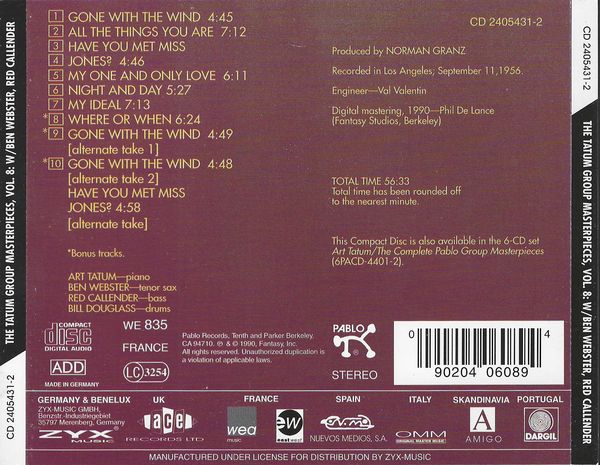 THE TATUM GROUP MASTERPIECES, VOL. 8: W/BEN WEBSTER, RED CALLENDER
CD 2405431-2
1 GONE WITH THE WIND 4:45
2 ALL THE THINGS YOU ARE 7:12
3 HAVE YOU MET MISS
4 JONES? 4:46
5 MY ONE AND ONLY LOVE 6:11
6 NIGHT AND DAY 5:27
7 MY IDEAL 7:13
*8 WHERE OR WHEN 6:24
*9 GONE WITH THE WIND 4:49
[alternate take 1]
*10 GONE WITH THE WIND 4:48
[alternate take 2]
HAVE YOU MET MISS
JONES? 4:58
[alternate take]
*Bonus tracks.
ART TATUM—piano
BEN WEBSTER—tenor sax
RED CALLENDER—bass
BILL DOUGLASS—drums
CD 2405431-2
Produced by NORMAN GRANZ
Recorded in Los Angeles; September 11,1956.
Engineer—Val Valentin
Digital mastering, 1990—Phil De Lance
(Fantasy Studios, Berkeley)
TOTAL TIME 56:33
Total time has been rounded off
to the nearest minute.
This Compact Disc is also available in the 6-CD set
Art Tatum/The Complete Pablo Group Masterpieces
(6PACD-4401-2).
COMPACT
disc
DIGITAL AUDIO
ADD
MADE IN GERMANY
WE 835
FRANCE
LC 3254
Pablo Records, Tenth and Parker Berkeley,
CA 94710. ℗ & © 1990, Fantasy, Inc.
All rights reserved. Unauthorized duplication is
a violation of applicable laws.
PABLO
STEREO
0 4
90204 06089
GERMANY & BENELUX
ZYX-MUSIC GMBH,
Benzstr.-Industriegebiet
35797 Merenberg, Germany
ZYX
MUSIC
UK
ace
RECORDS LTD
FRANCE
wea
music
ew
eastwest
SPAIN
NUEVOS MEDIOS, S.A.
ITALY
OMM
MODERN MUSIC
SKANDINAVIA
A
AMIGO
PORTUGAL
DARGIL
MANUFACTURED UNDER LICENSE FOR DISTRIBUTION BY ZYX-MUSIC
CD 2405431-2
THE TATUM GROUP MASTERPIECES, VOL. 8: W/BEN WEBSTER, RED CALLENDER